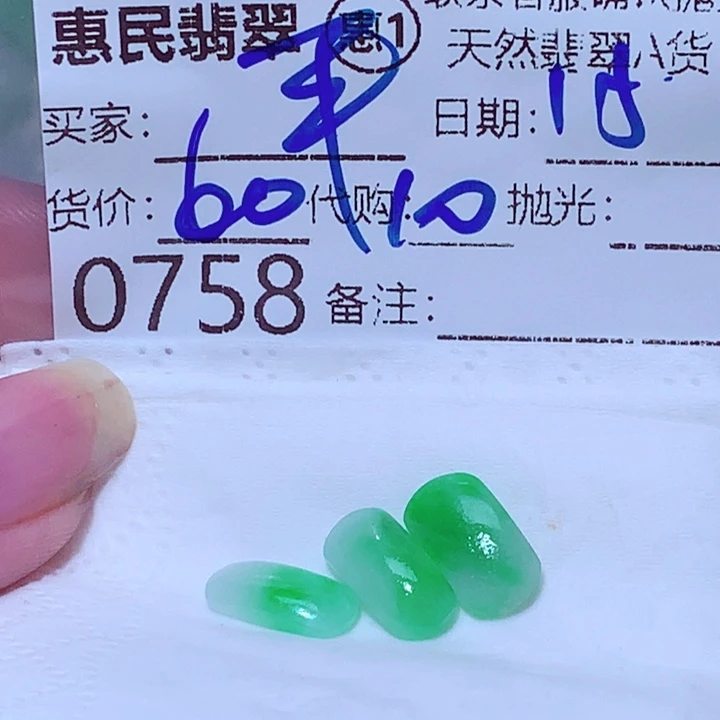 惠民翡翠 惠1
天然翡翠A货
买家: 日期: 18
货价: 60 代购: 10 抛光:
0758 备注: